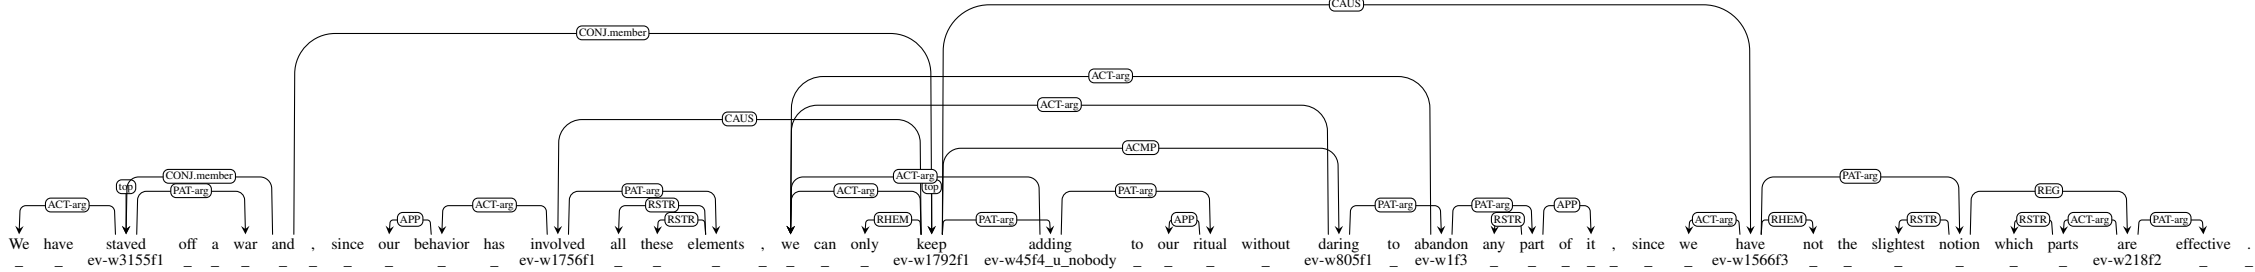 CAUS
CONJ.member
ACT-arg
ACT-arg
CAUS
ACMP
CONJ.member ACT-arg PAT-arg
top PAT-arg ACT-arg top PAT-arg PAT-arg REG
ACT-arg ACT-arg RSTR PAT-arg PAT-arg
APP RSTR RHEM PAT-arg APP RSTR APP ACT-arg RHEM RSTR RSTR ACT-arg PAT-arg
We have staved off a war and , since our behavior has involved all these elements , we can only keep adding to our ritual without daring to abandon any part of it , since we have not the slightest notion which parts are effective .
_ _ ev-w3155f1 _ _ _ _ _ _ _ _ _ ev-w1756f1 _ _ _ _ _ _ _ ev-w1792f1 ev-w45f4_u_nobody _ _ _ _ ev-w805f1 _ ev-w1f3 _ _ _ _ _ _ _ ev-w1566f3 _ _ _ _ _ _ ev-w218f2 _ _